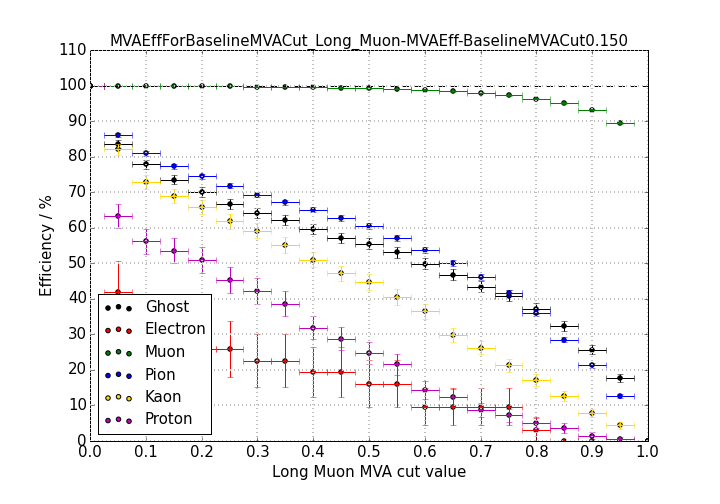 MVAEffForBaselineMVACut_Long_Muon-MVAEff-BaselineMVACut0.150
110
100
90
80
70
60
50
40
30
20
10
0
Efficiency / %
Ghost
Electron
Muon
Pion
Kaon
Proton
0.0 0.1 0.2 0.3 0.4 0.5 0.6 0.7 0.8 0.9 1.0
Long Muon MVA cut value